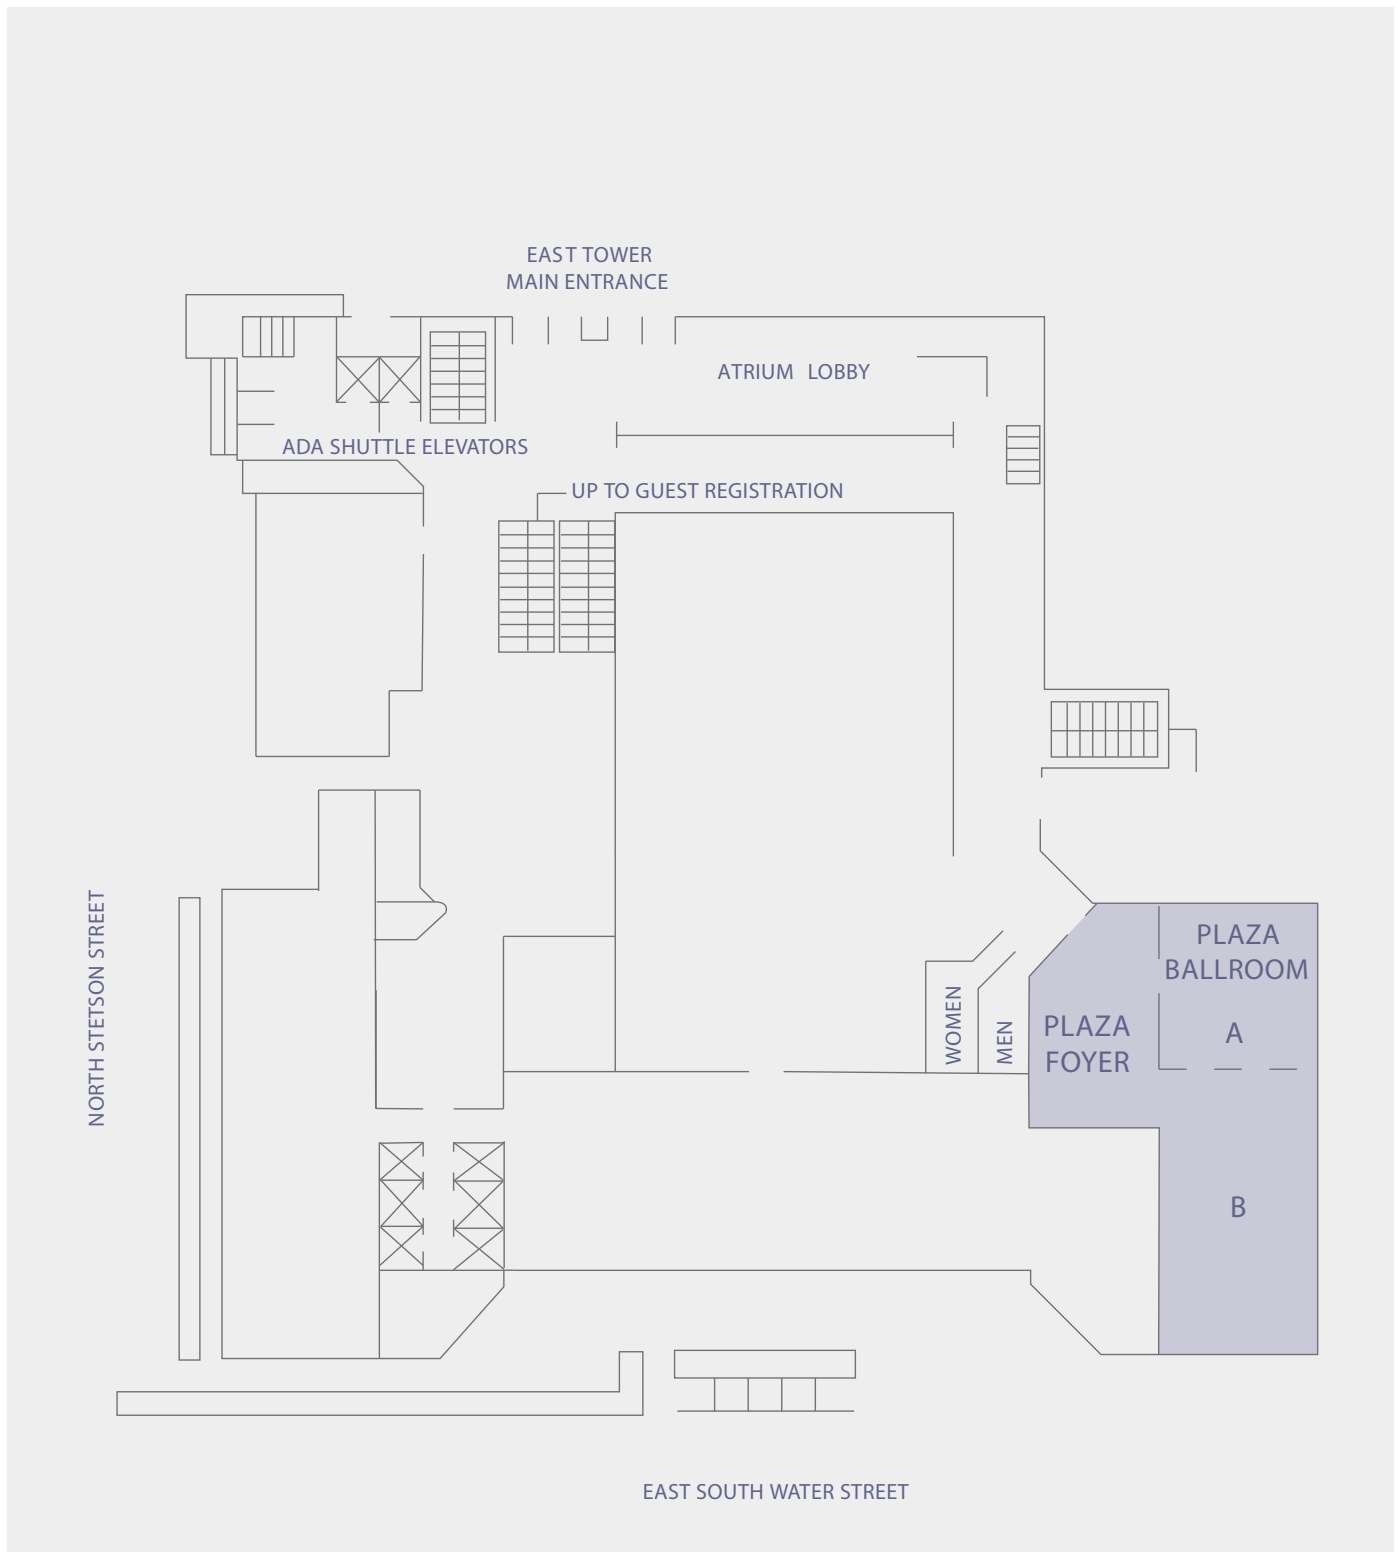 EAST TOWER
MAIN ENTRANCE
ATRIUM LOBBY
ADA SHUTTLE ELEVATORS
UP TO GUEST REGISTRATION
NORTH STETSON STREET
WOMEN
MEN
PLAZA
FOYER
PLAZA
BALLROOM
A
B
EAST SOUTH WATER STREET